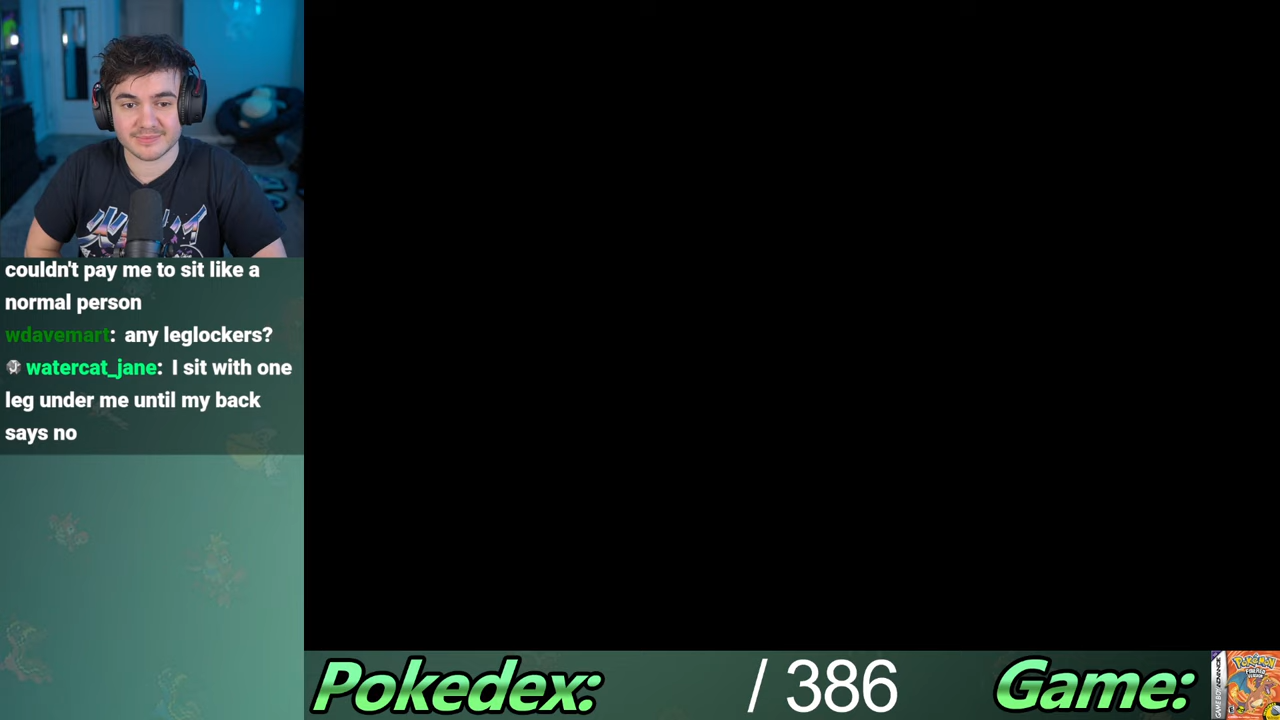 couldn't pay me to sit like a
normal person
wdavemart: any leglockers?
watercat_jane: I sit with one
leg under me until my back
says no
Pokedex: / 386 Game: